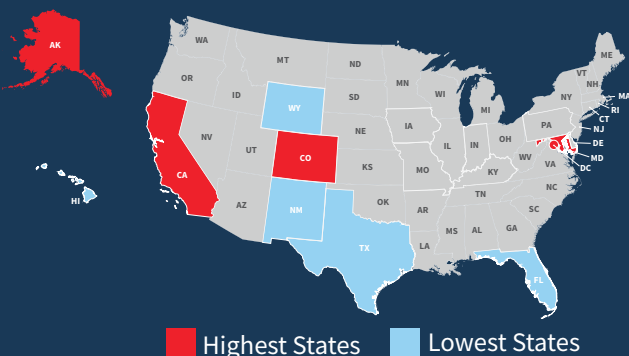 AK
WA
MT
ND
MN
ME
VT
NH
OR
ID
SD
WI
MI
NY
MA
RI
CT
WY
NV
UT
CO
NE
IA
IL
IN
OH
PA
NJ
DE
MD
DC
CA
KS
MO
KY
WV
VA
HI
AZ
NM
OK
AR
TN
NC
SC
TX
LA
MS
AL
GA
FL
Highest States
Lowest States